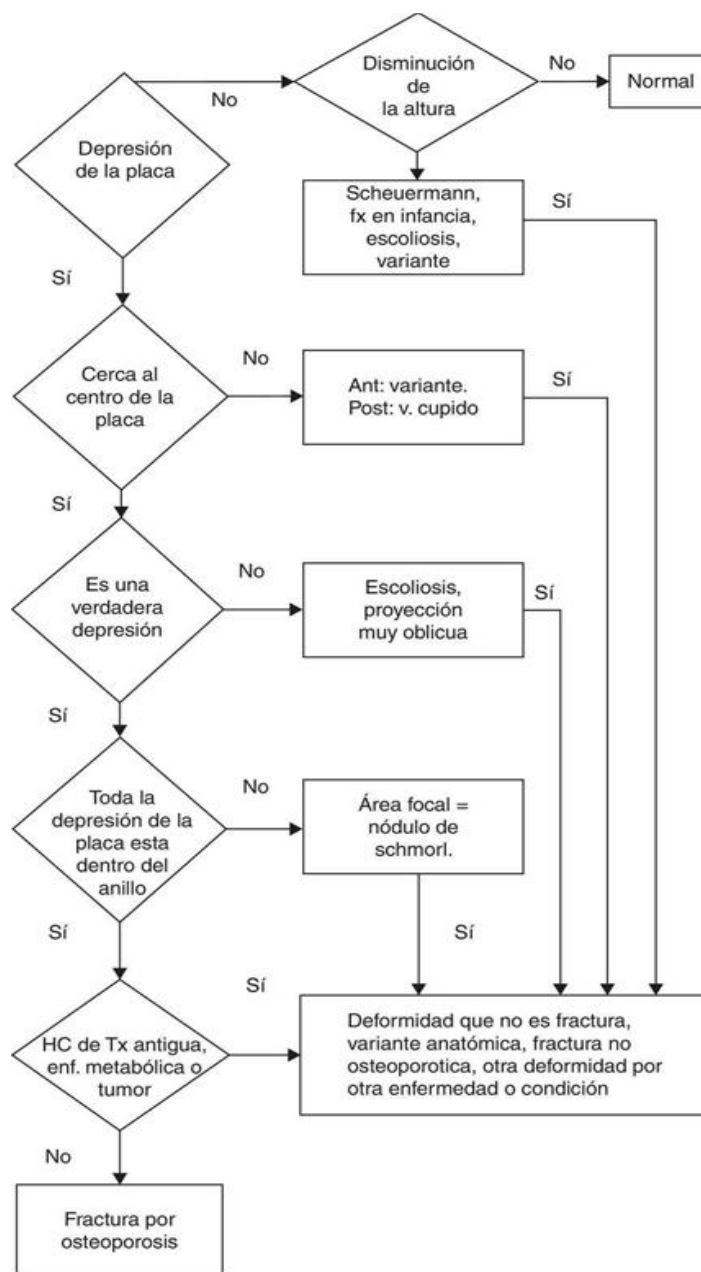 Disminución
de
la altura
No
No
Normal
Depresión
de la placa
Scheuermann,
fx en infancia,
escoliosis,
variante
Sí
Sí
Cerca al
centro de la
placa
No
Ant: variante.
Post: v. cupido
Sí
Sí
Es una
verdadera
depresión
No
Escoliosis,
proyección
muy oblicua
Sí
Sí
Toda la
depresión de la
placa esta
dentro del
anillo
No
Área focal =
nódulo de
schmorl.
Sí
Sí
HC de Tx antigua,
enf. metabólica o
tumor
Sí
Deformidad que no es fractura,
variante anatómica, fractura no
osteoporotica, otra deformidad por
otra enfermedad o condición
No
Fractura por
osteoporosis